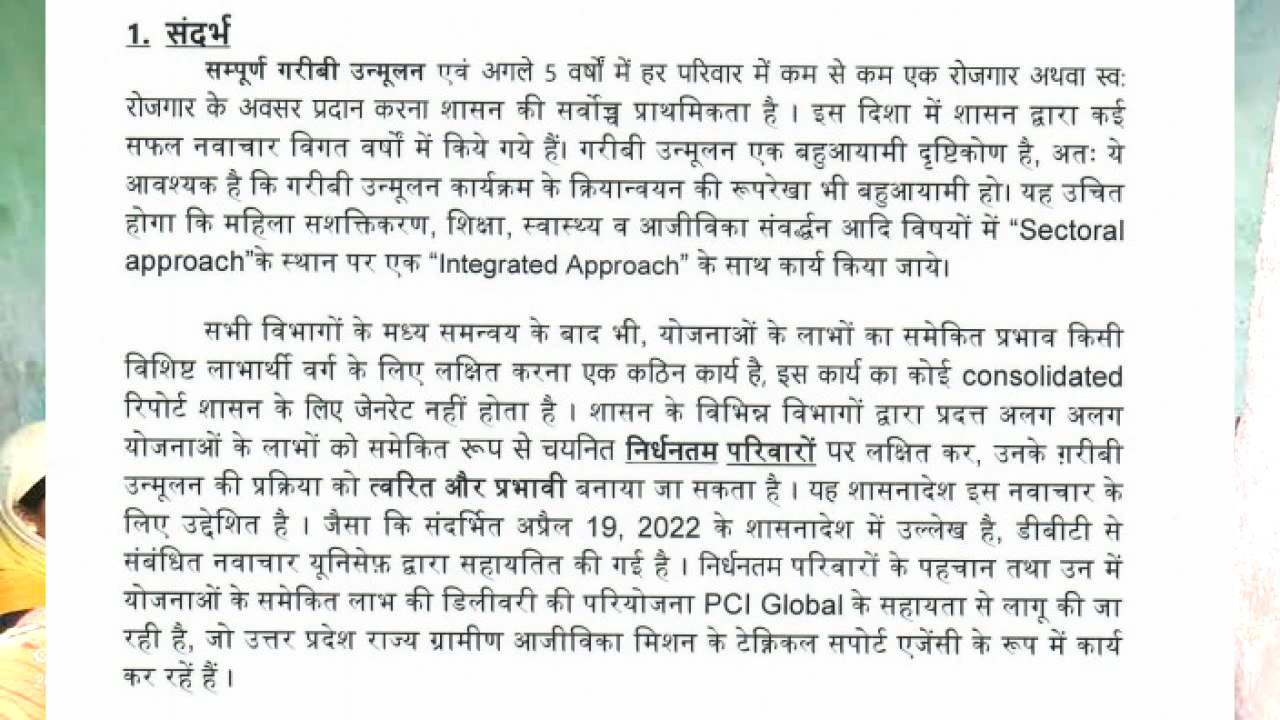 1. संदर्भ
सम्पूर्ण गरीबी उन्मूलन एवं अगले 5 वर्षों में हर परिवार में कम से कम एक रोजगार अथवा स्वः
रोजगार के अवसर प्रदान करना शासन की सर्वोच्च प्राथमिकता है । इस दिशा में शासन द्वारा कई
सफल नवाचार विगत वर्षों में किये गये हैं। गरीबी उन्मूलन एक बहुआयामी दृष्टिकोण है, अतः ये
आवश्यक है कि गरीबी उन्मूलन कार्यक्रम के क्रियान्वयन की रूपरेखा भी बहुआयामी हो। यह उचित
होगा कि महिला सशक्तिकरण, शिक्षा, स्वास्थ्य व आजीविका संवर्द्धन आदि विषयों में “Sectoral
approach”के स्थान पर एक “Integrated Approach” के साथ कार्य किया जाये।
सभी विभागों के मध्य समन्वय के बाद भी, योजनाओं के लाभों का समेकित प्रभाव किसी
विशिष्ट लाभार्थी वर्ग के लिए लक्षित करना एक कठिन कार्य है, इस कार्य का कोई consolidated
रिपोर्ट शासन के लिए जेनरेट नहीं होता है । शासन के विभिन्न विभागों द्वारा प्रदत्त अलग अलग
योजनाओं के लाभों को समेकित रूप से चयनित निर्धनतम परिवारों पर लक्षित कर, उनके ग़रीबी
उन्मूलन की प्रक्रिया को त्वरित और प्रभावी बनाया जा सकता है । यह शासनादेश इस नवाचार के
लिए उद्देशित है । जैसा कि संदर्भित अप्रैल 19, 2022 के शासनादेश में उल्लेख है, डीबीटी से
संबंधित नवाचार यूनिसेफ़ द्वारा सहायतित की गई है । निर्धनतम परिवारों के पहचान तथा उन में
योजनाओं के समेकित लाभ की डिलीवरी की परियोजना PCI Global के सहायता से लागू की जा
रही है, जो उत्तर प्रदेश राज्य ग्रामीण आजीविका मिशन के टेक्निकल सपोर्ट एजेंसी के रूप में कार्य
कर रहें हैं ।